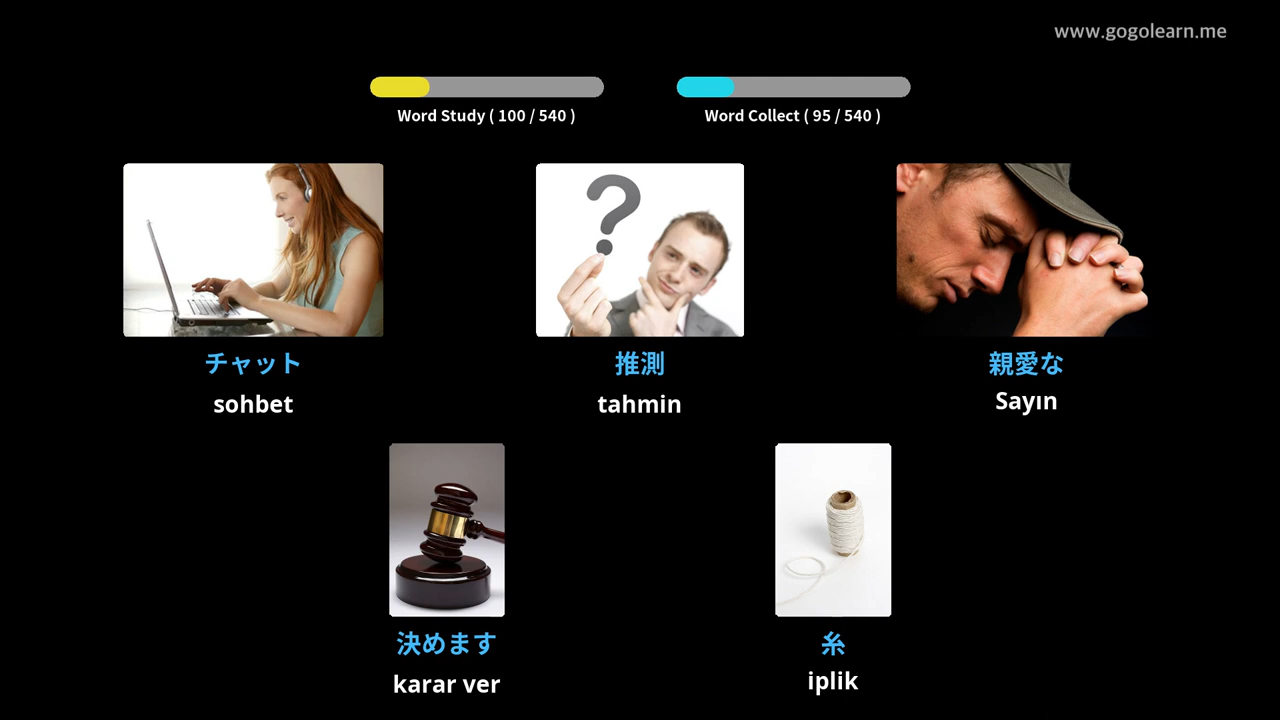 www.gogolearn.me
Word Study ( 100 / 540 )
Word Collect ( 95 / 540 )
チャット
sohbet
推測
tahmin
親愛な
Sayın
決めます
karar ver
糸
iplik